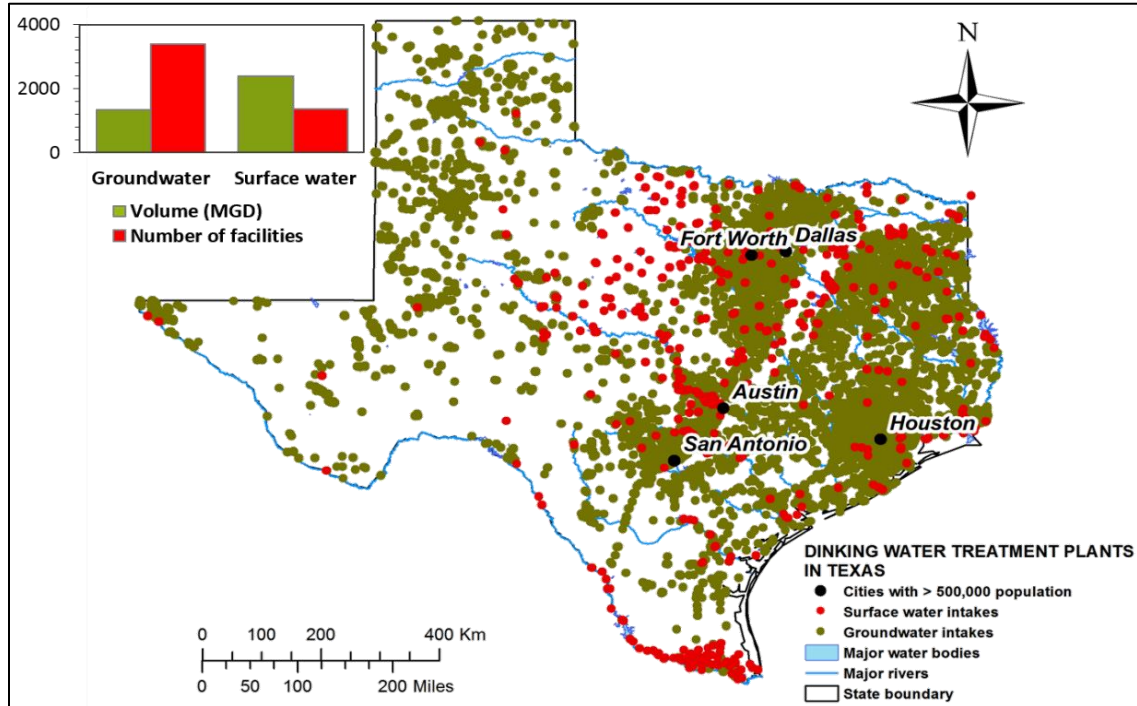 4000
2000
0
Groundwater Surface water
Volume (MGD)
Number of facilities
N
Fort Worth Dallas
Austin
Houston
San Antonio
DINKING WATER TREATMENT PLANTS
IN TEXAS
Cities with > 500,000 population
Surface water intakes
Groundwater intakes
Major water bodies
Major rivers
State boundary
0 100 200 400 Km
0 50 100 200 Miles